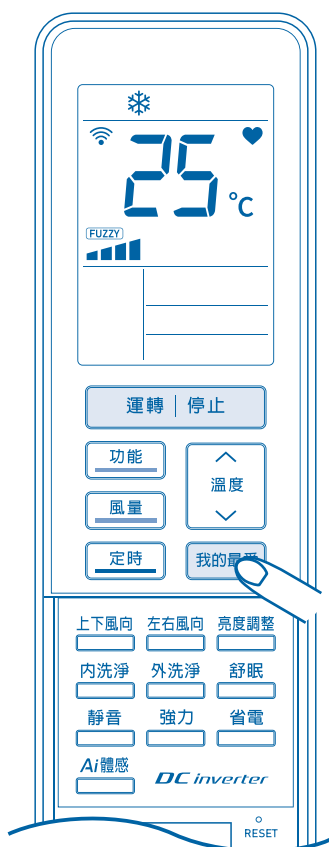 25
°C
FUZZY
運轉 | 停止
功能
溫度
風量
定時
我的最愛
上下風向 左右風向 亮度調整
內洗淨 外洗淨 舒眠
靜音 強力 省電
Ai體感
DC inverter
RESET